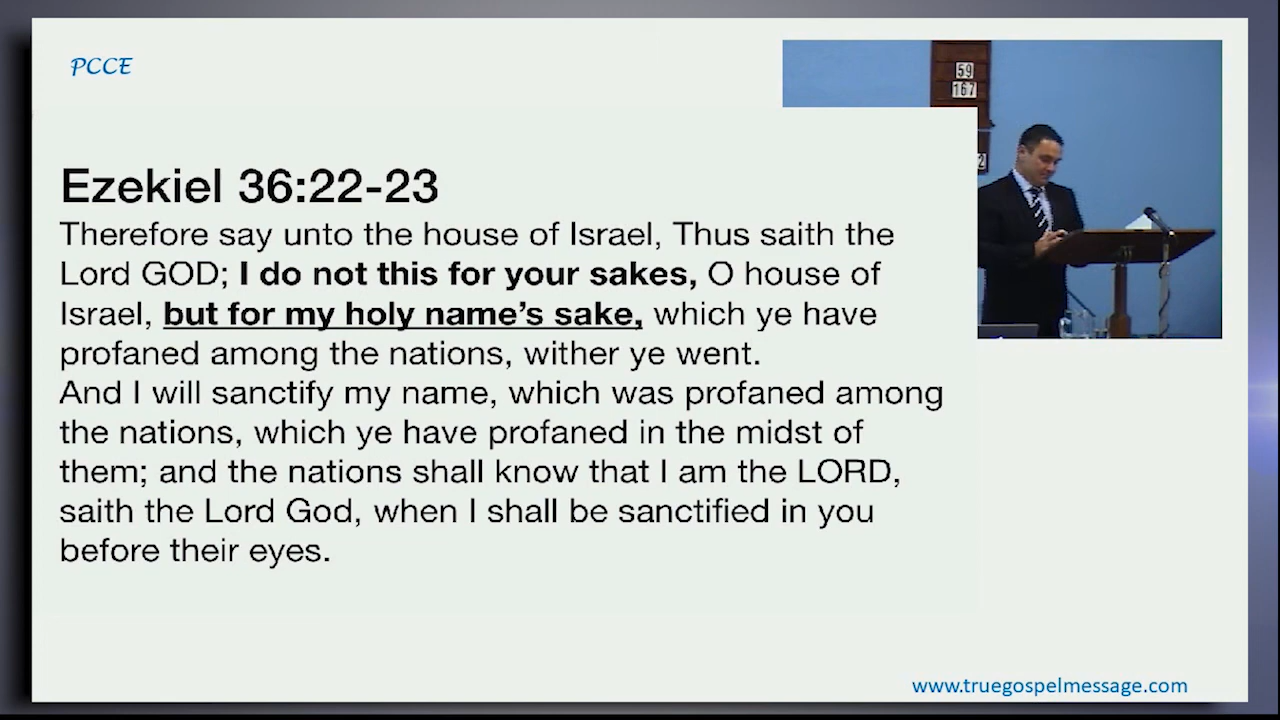 PCCE
59
167
2
Ezekiel 36:22-23
Therefore say unto the house of Israel, Thus saith the
Lord GOD; I do not this for your sakes, O house of
Israel, but for my holy name’s sake, which ye have
profaned among the nations, wither ye went.
And I will sanctify my name, which was profaned among
the nations, which ye have profaned in the midst of
them; and the nations shall know that I am the LORD,
saith the Lord God, when I shall be sanctified in you
before their eyes.
www.truegospelmessage.com